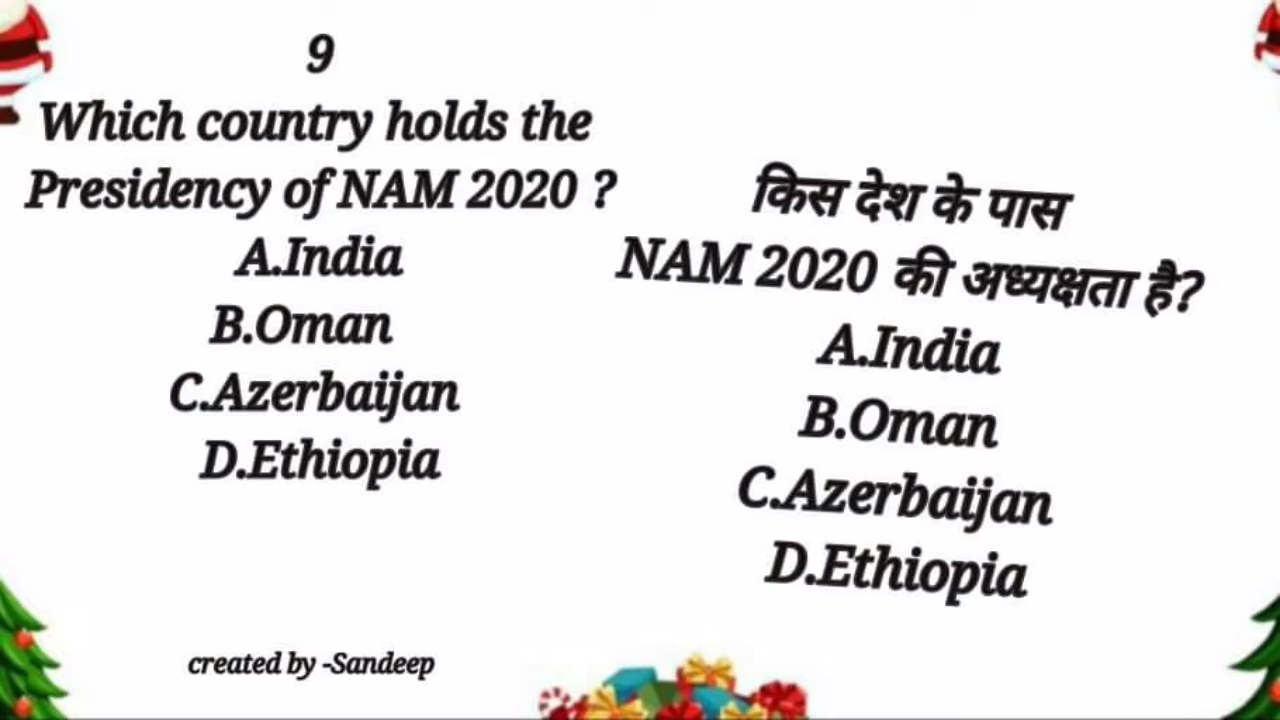 9
Which country holds the
Presidency of NAM 2020 ?
A.India
B.Oman
C.Azerbaijan
D.Ethiopia
किस देश के पास
NAM 2020 की अध्यक्षता है?
A.India
B.Oman
C.Azerbaijan
D.Ethiopia
created by -Sandeep